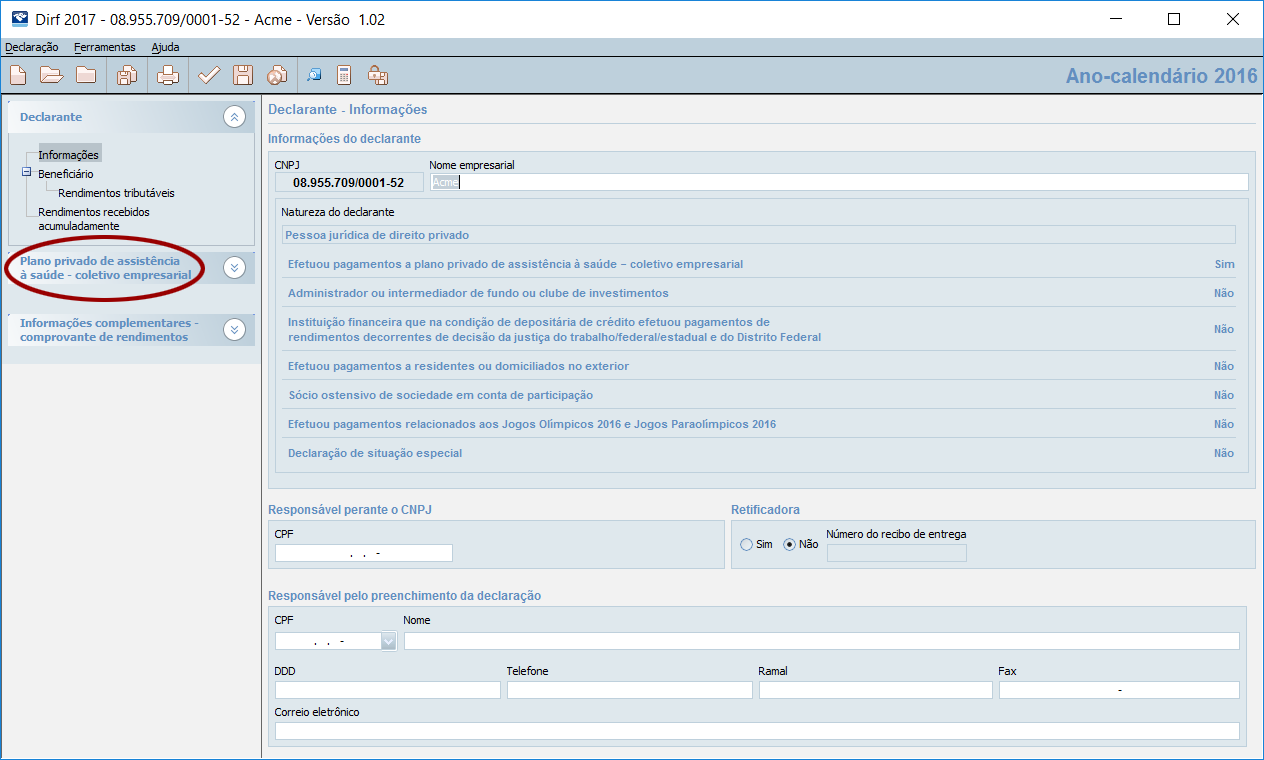 Dirf 2017 - 08.955.709/0001-52 - Acme - Versão 1.02
Declaração Ferramentas Ajuda
Ano-calendário 2016
Declarante
Informações
Beneficiário
Rendimentos tributáveis
Rendimentos recebidos
acumuladamente
Plano privado de assistência
à saúde - coletivo empresarial
Informações complementares -
comprovante de rendimentos
Declarante - Informações
Informações do declarante
CNPJ Nome empresarial
08.955.709/0001-52 Acme
Natureza do declarante
Pessoa jurídica de direito privado
Efetuou pagamentos a plano privado de assistência à saúde – coletivo empresarial Sim
Administrador ou intermediador de fundo ou clube de investimentos Não
Instituição financeira que na condição de depositária de crédito efetuou pagamentos de
rendimentos decorrentes de decisão da justiça do trabalho/federal/estadual e do Distrito Federal Não
Efetuou pagamentos a residentes ou domiciliados no exterior Não
Sócio ostensivo de sociedade em conta de participação Não
Efetuou pagamentos relacionados aos Jogos Olímpicos 2016 e Jogos Paraolímpicos 2016 Não
Declaração de situação especial Não
Responsável perante o CNPJ
CPF
. . -
Retificadora
Sim Não Número do recibo de entrega
Responsável pelo preenchimento da declaração
CPF Nome
. . -
DDD Telefone Ramal Fax
-
Correio eletrônico